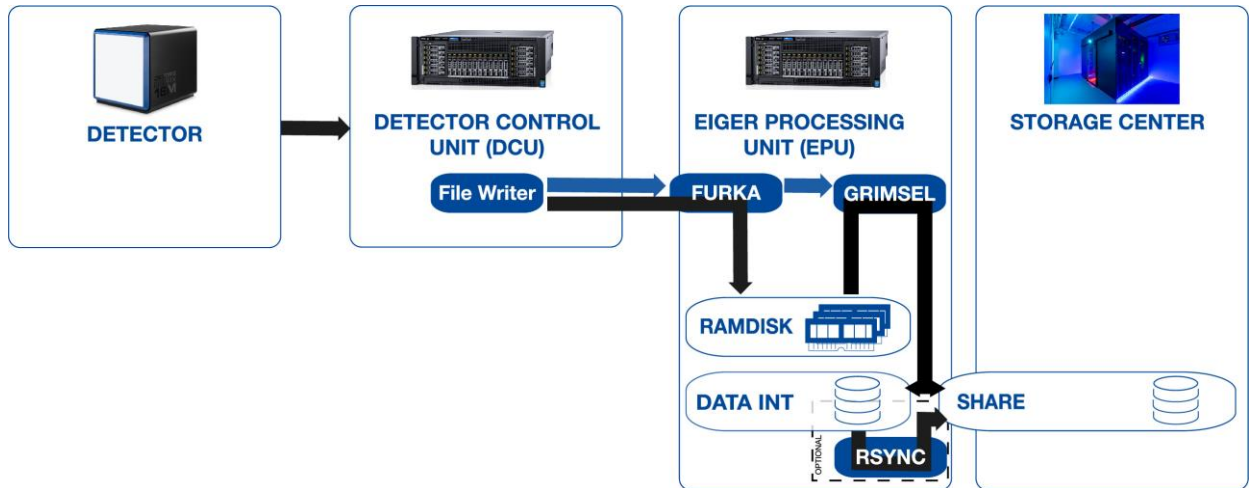 DETECTOR
DETECTOR CONTROL
UNIT (DCU)
EIGER PROCESSING
UNIT (EPU)
STORAGE CENTER
File Writer
FURKA
GRIMSEL
RAMDISK
DATA INT
SHARE
OPTIONAL
RSYNC